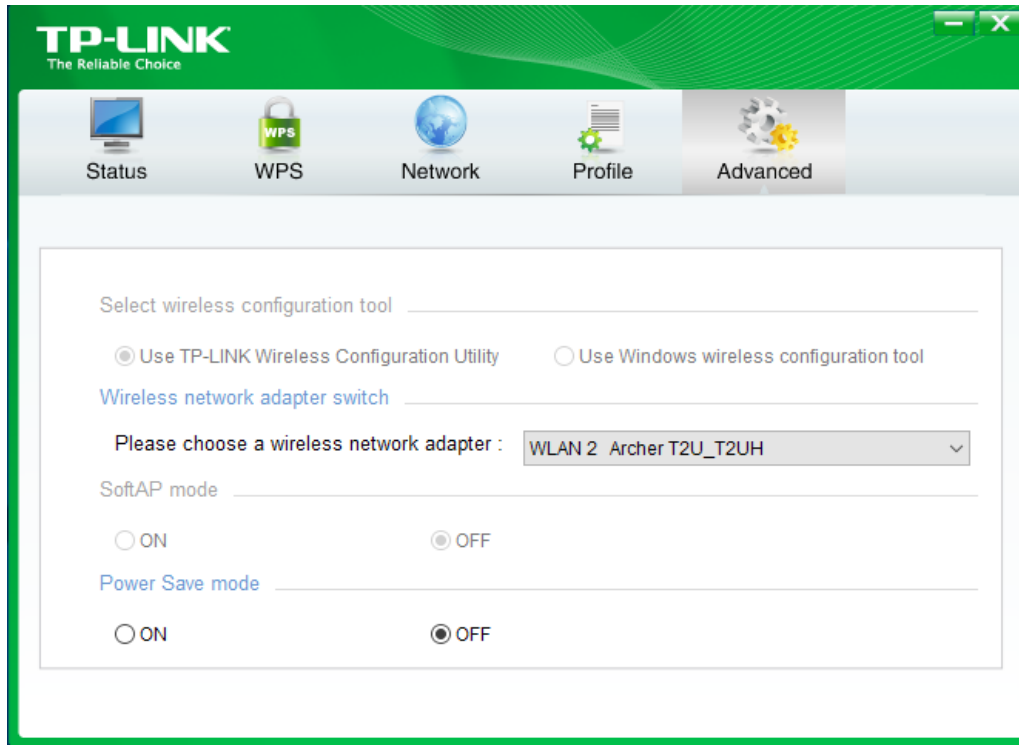 TP-LINK
The Reliable Choice
WPS
Status WPS Network Profile Advanced
Select wireless configuration tool
Use TP-LINK Wireless Configuration Utility Use Windows wireless configuration tool
Wireless network adapter switch
Please choose a wireless network adapter : WLAN 2 Archer T2U_T2UH
SoftAP mode
ON OFF
Power Save mode
ON OFF